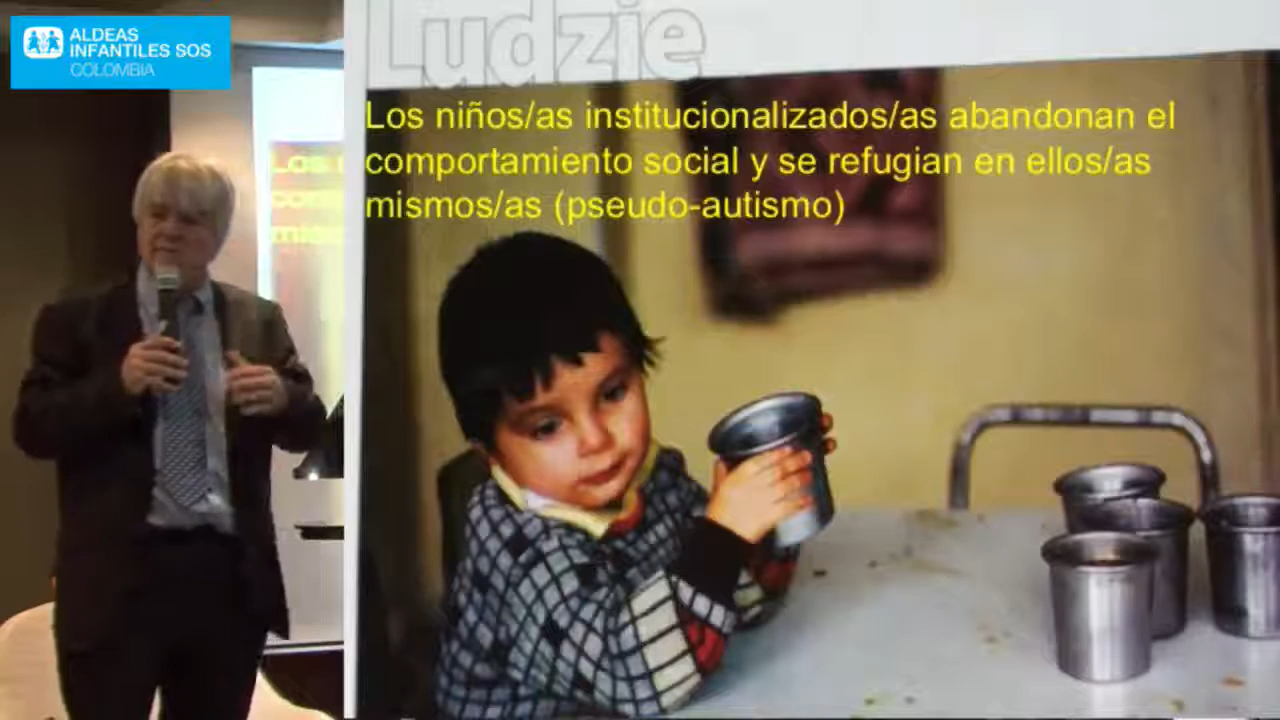 ALDEAS
INFANTILES SOS
COLOMBIA
Ludzie
Los niños/as institucionalizados/as abandonan el
comportamiento social y se refugian en ellos/as
mismos/as (pseudo-autismo)
Los